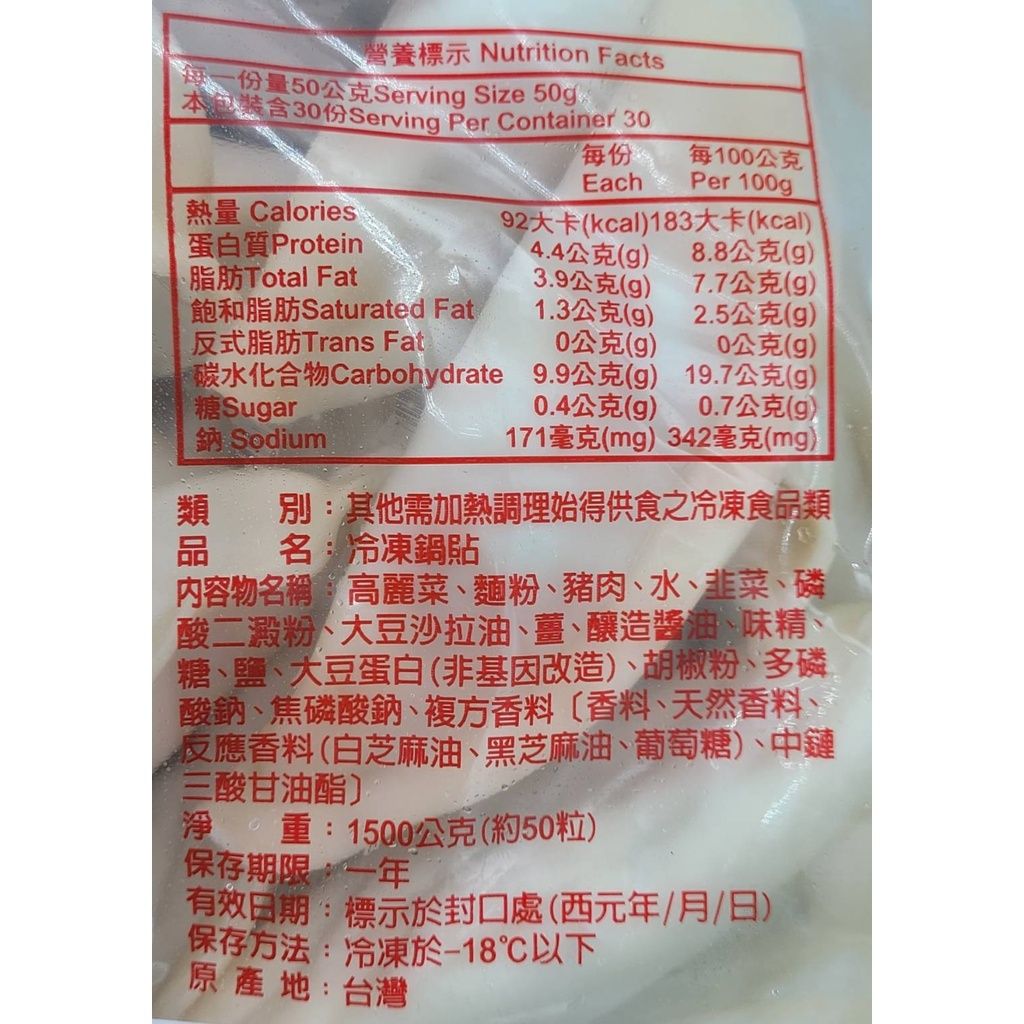 營養標示 Nutrition Facts
每一份量50公克Serving Size 50g
本包裝含30份Serving Per Container 30
每份 每100公克
Each Per 100g
熱量 Calories 92大卡(kcal) 183大卡(kcal)
蛋白質Protein 4.4公克(g) 8.8公克(g)
脂肪Total Fat 3.9公克(g) 7.7公克(g)
飽和脂肪Saturated Fat 1.3公克(g) 2.5公克(g)
反式脂肪Trans Fat 0公克(g) 0公克(g)
碳水化合物Carbohydrate 9.9公克(g) 19.7公克(g)
糖Sugar 0.4公克(g) 0.7公克(g)
鈉 Sodium 171毫克(mg) 342毫克(mg)
類別：其他需加熱調理始得供食之冷凍食品類
品名：冷凍鍋貼
內容物名稱：高麗菜、麵粉、豬肉、水、韭菜、磷
酸二澱粉、大豆沙拉油、薑、釀造醬油、味精、
糖、鹽、大豆蛋白(非基因改造)、胡椒粉、多磷
酸鈉、焦磷酸鈉、複方香料〔香料、天然香料、
反應香料(白芝麻油、黑芝麻油、葡萄糖)、中鏈
三酸甘油酯〕
淨重：1500公克(約50粒)
保存期限：一年
有效日期：標示於封口處(西元年/月/日)
保存方法：冷凍於-18℃以下
原產地：台灣